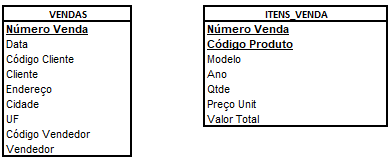 VENDAS
Número Venda
Data
Código Cliente
Cliente
Endereço
Cidade
UF
Código Vendedor
Vendedor
ITENS_VENDA
Número Venda
Código Produto
Modelo
Ano
Qtde
Preço Unit
Valor Total